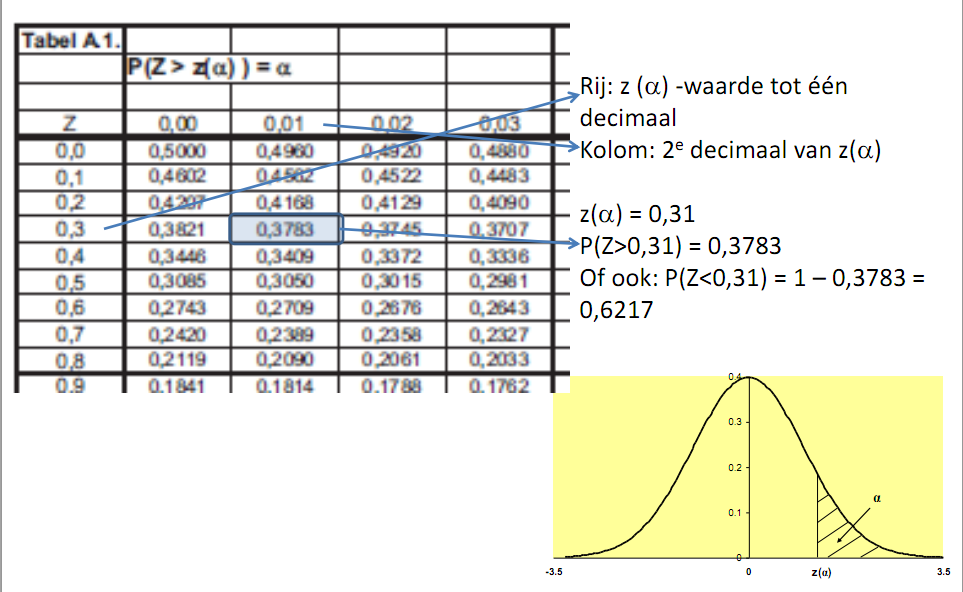 Tabel A.1.
P(Z > z(α) ) = α
Z 0,00 0,01 0,02 0,03
0,0 0,5000 0,4960 0,4920 0,4880
0,1 0,4602 0,4562 0,4522 0,4483
0,2 0,4207 0,4168 0,4129 0,4090
0,3 0,3821 0,3783 0,3745 0,3707
0,4 0,3446 0,3409 0,3372 0,3336
0,5 0,3085 0,3050 0,3015 0,2981
0,6 0,2743 0,2709 0,2676 0,2643
0,7 0,2420 0,2389 0,2358 0,2327
0,8 0,2119 0,2090 0,2061 0,2033
0,9 0,1841 0,1814 0,1788 0,1762
Rij: z (α) -waarde tot één
decimaal
Kolom: 2e decimaal van z(α)
z(α) = 0,31
P(Z>0,31) = 0,3783
Of ook: P(Z<0,31) = 1 – 0,3783 =
0,6217
0.4
0.3
0.2
0.1
α
0
-3.5 0 z(α) 3.5